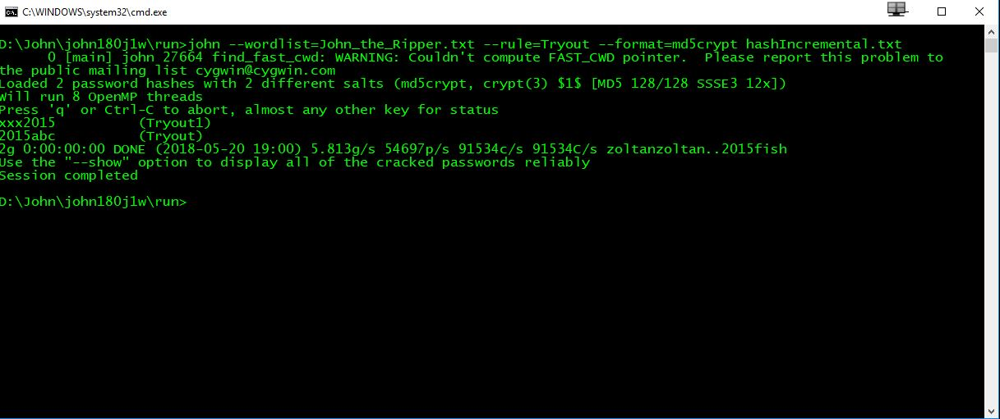 C:\WINDOWS\system32\cmd.exe
D:\John\john180j1w\run>john --wordlist=John_the_Ripper.txt --rule=Tryout --format=md5crypt hashIncremental.txt
0 [main] john 27664 find_fast_cwd: WARNING: Couldn't compute FAST_CWD pointer.  Please report this problem to
the public mailing list cygwin@cygwin.com
Loaded 2 password hashes with 2 different salts (md5crypt, crypt(3) $1$ [MD5 128/128 SSSE3 12x])
Will run 8 OpenMP threads
Press 'q' or Ctrl-C to abort, almost any other key for status
xxx2015          (Tryout1)
2015abc          (Tryout)
2g 0:00:00:00 DONE (2018-05-20 19:00) 5.813g/s 54697p/s 91534c/s 91534C/s zoltanzoltan..2015fish
Use the "--show" option to display all of the cracked passwords reliably
Session completed
D:\John\john180j1w\run>